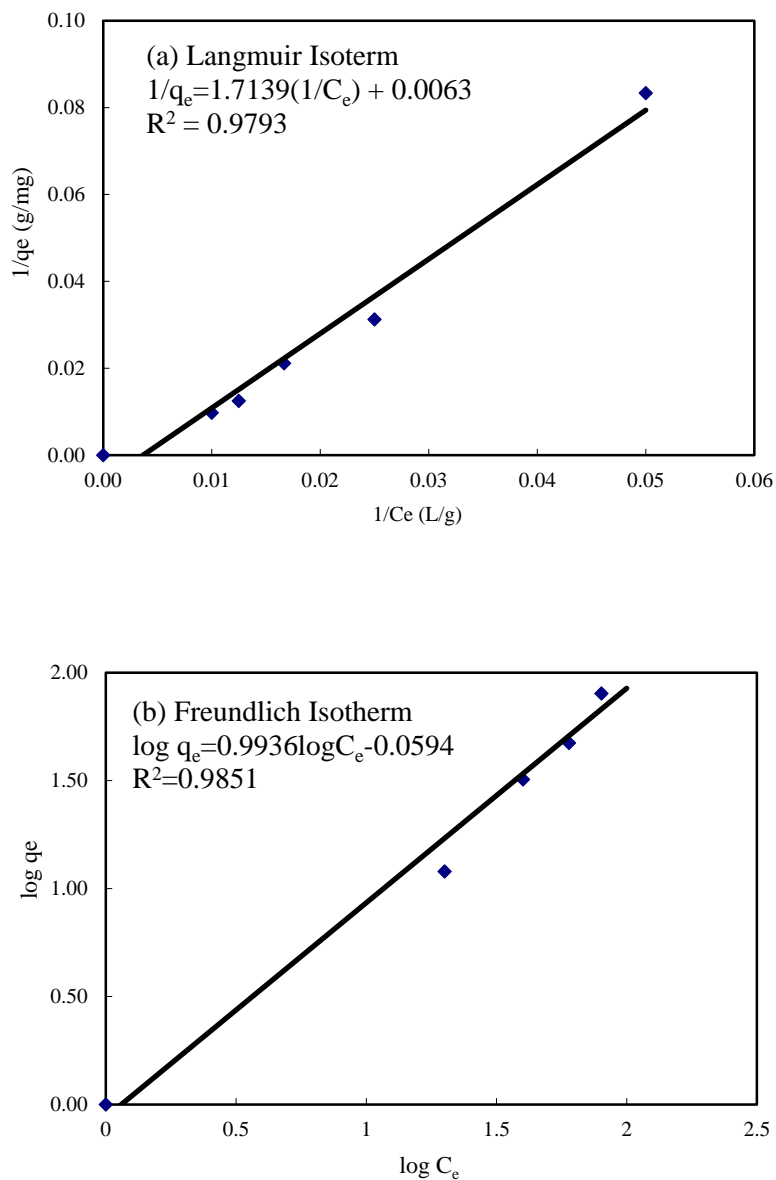 (a) Langmuir Isoterm
1/qₑ=1.7139(1/Cₑ) + 0.0063
R² = 0.9793
0.10
0.08
0.06
0.04
0.02
0.00
1/qe (g/mg)
0.00 0.01 0.02 0.03 0.04 0.05 0.06
1/Ce (L/g)
(b) Freundlich Isotherm
log qₑ=0.9936logCₑ-0.0594
R²=0.9851
2.00
1.50
1.00
0.50
0.00
log qe
0 0.5 1 1.5 2 2.5
log Cₑ